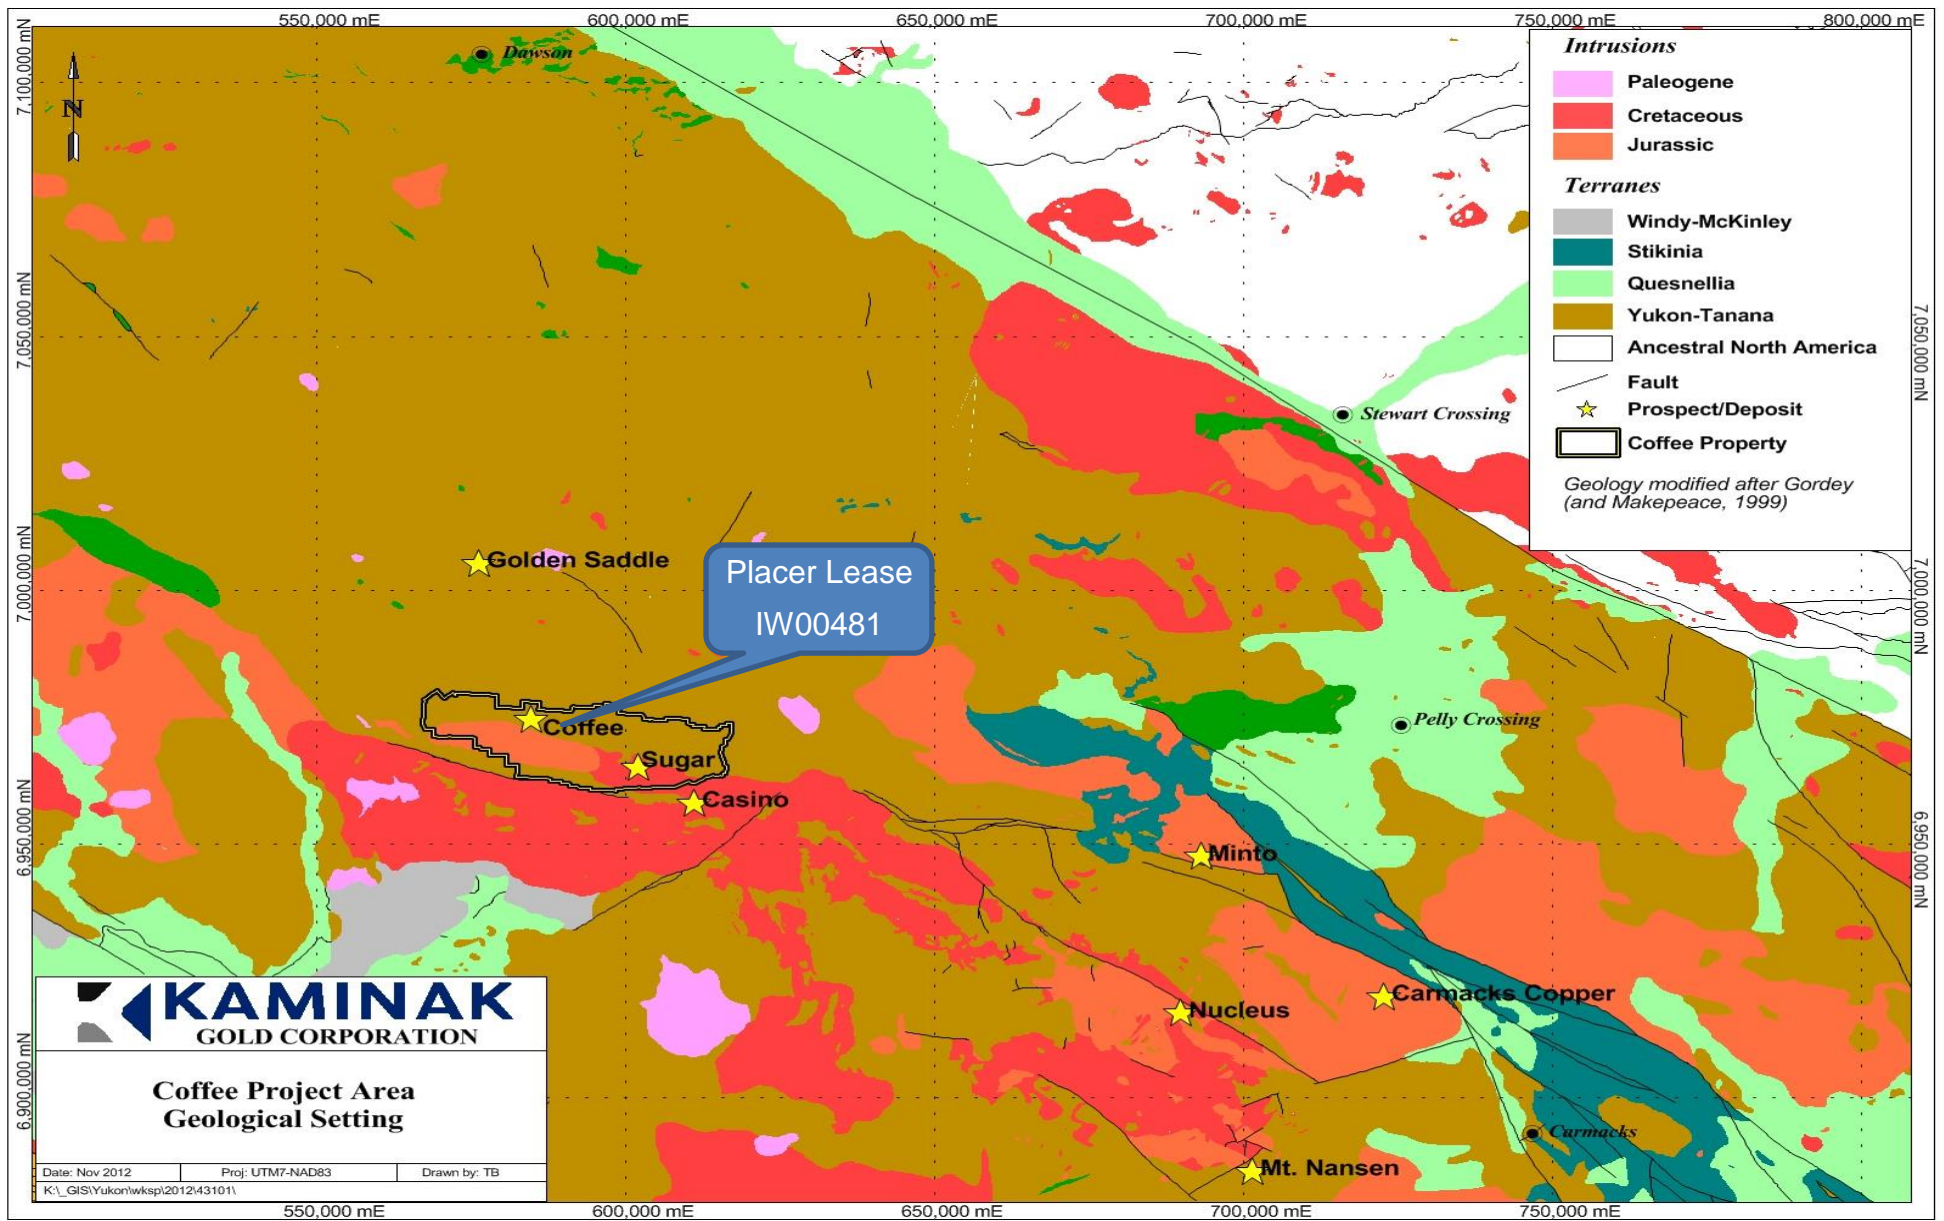 550,000 mE
600,000 mE
650,000 mE
700,000 mE
750,000 mE
800,000 mE
7,100,000 mN
7,050,000 mN
7,000,000 mN
6,950,000 mN
6,900,000 mN
N
Dawson
Intrusions
Paleogene
Cretaceous
Jurassic
Terranes
Windy-McKinley
Stikinia
Quesnellia
Yukon-Tanana
Ancestral North America
Fault
Prospect/Deposit
Coffee Property
Geology modified after Gordey
(and Makepeace, 1999)
7,050,000 mN
7,000,000 mN
6,950,000 mN
Stewart Crossing
Golden Saddle
Placer Lease
IW00481
Coffee
Pelly Crossing
Sugar
Casino
Minto
Carmacks Copper
Nucleus
Carmacks
Mt. Nansen
KAMINAK
GOLD CORPORATION
Coffee Project Area
Geological Setting
Date: Nov 2012
Proj: UTM7-NAD83
Drawn by: TB
K:\_GIS\Yukon\wksp\2012\43101\
550,000 mE
600,000 mE
650,000 mE
700,000 mE
750,000 mE